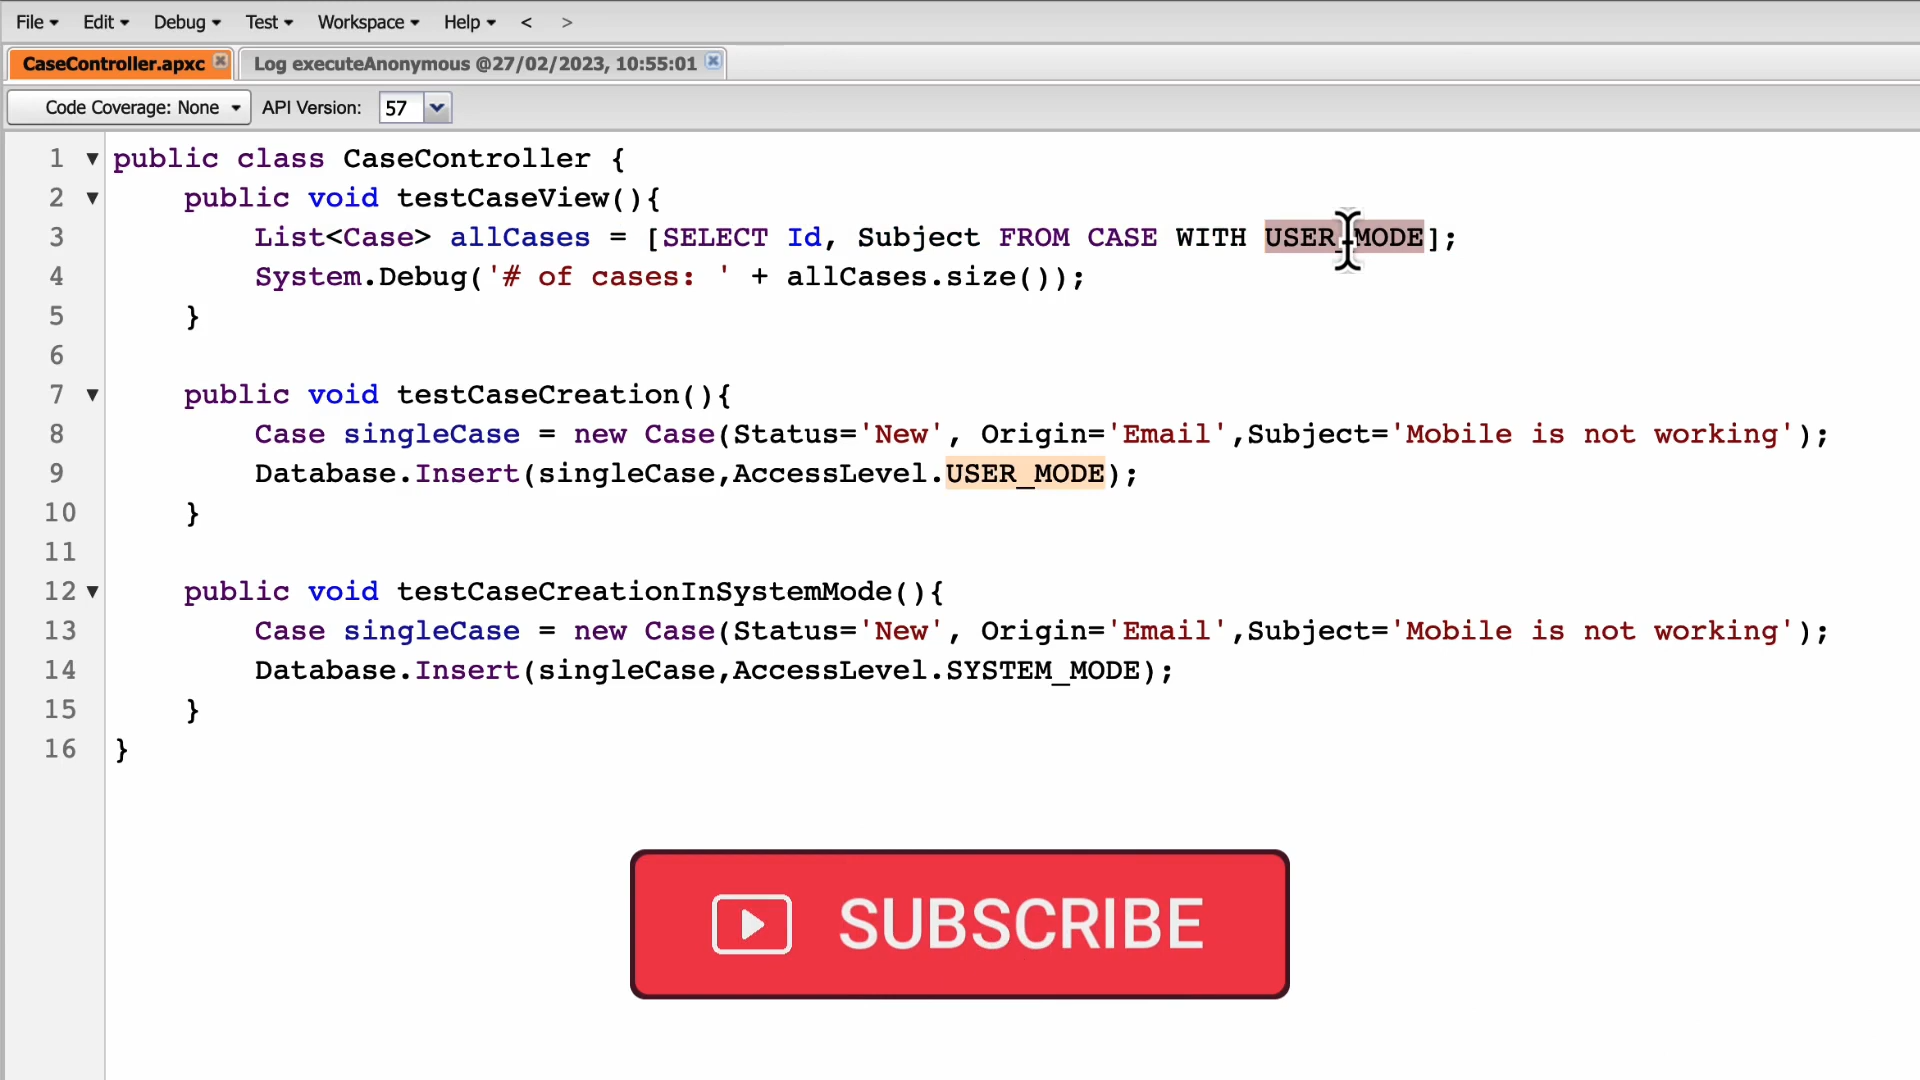 File Edit Debug Test Workspace Help < >
CaseController.apxc Log executeAnonymous @27/02/2023, 10:55:01
Code Coverage: None API Version: 57
1 public class CaseController {
2 public void testCaseView(){
3 List<Case> allCases = [SELECT Id, Subject FROM CASE WITH USER_MODE];
4 System.Debug('# of cases: ' + allCases.size());
5 }
6
7 public void testCaseCreation(){
8 Case singleCase = new Case(Status='New', Origin='Email',Subject='Mobile is not working');
9 Database.Insert(singleCase,AccessLevel.USER_MODE);
10 }
11
12 public void testCaseCreationInSystemMode(){
13 Case singleCase = new Case(Status='New', Origin='Email',Subject='Mobile is not working');
14 Database.Insert(singleCase,AccessLevel.SYSTEM_MODE);
15 }
16 }
SUBSCRIBE